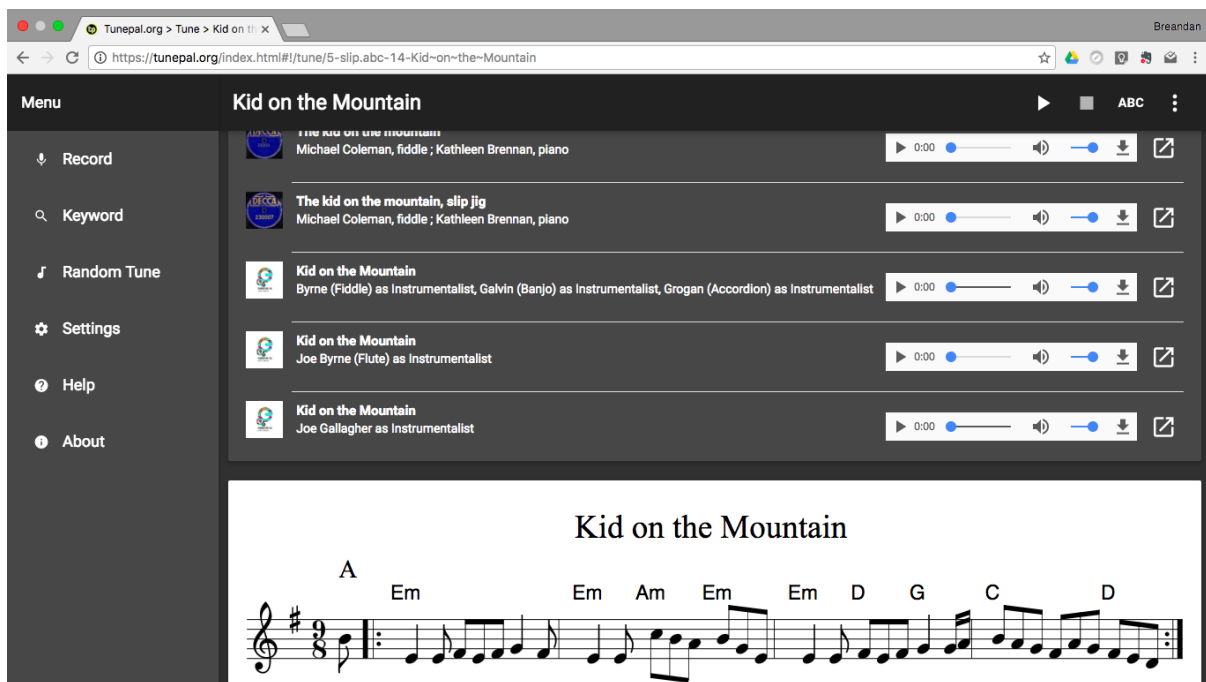 Tunepal.org > Tune > Kid on th
Breandan
https://tunepal.org/index.html#!/tune/5-slip.abc-14-Kid~on~the~Mountain
Menu
Kid on the Mountain
ABC
Record
Keyword
Random Tune
Settings
Help
About
The kid on the mountain
Michael Coleman, fiddle ; Kathleen Brennan, piano
0:00
DECCA
The kid on the mountain, slip jig
Michael Coleman, fiddle ; Kathleen Brennan, piano
0:00
Kid on the Mountain
Byrne (Fiddle) as Instrumentalist, Galvin (Banjo) as Instrumentalist, Grogan (Accordion) as Instrumentalist
0:00
Kid on the Mountain
Joe Byrne (Flute) as Instrumentalist
0:00
Kid on the Mountain
Joe Gallagher as Instrumentalist
0:00
Kid on the Mountain
A
Em Em Am Em Em D G C D
9
8